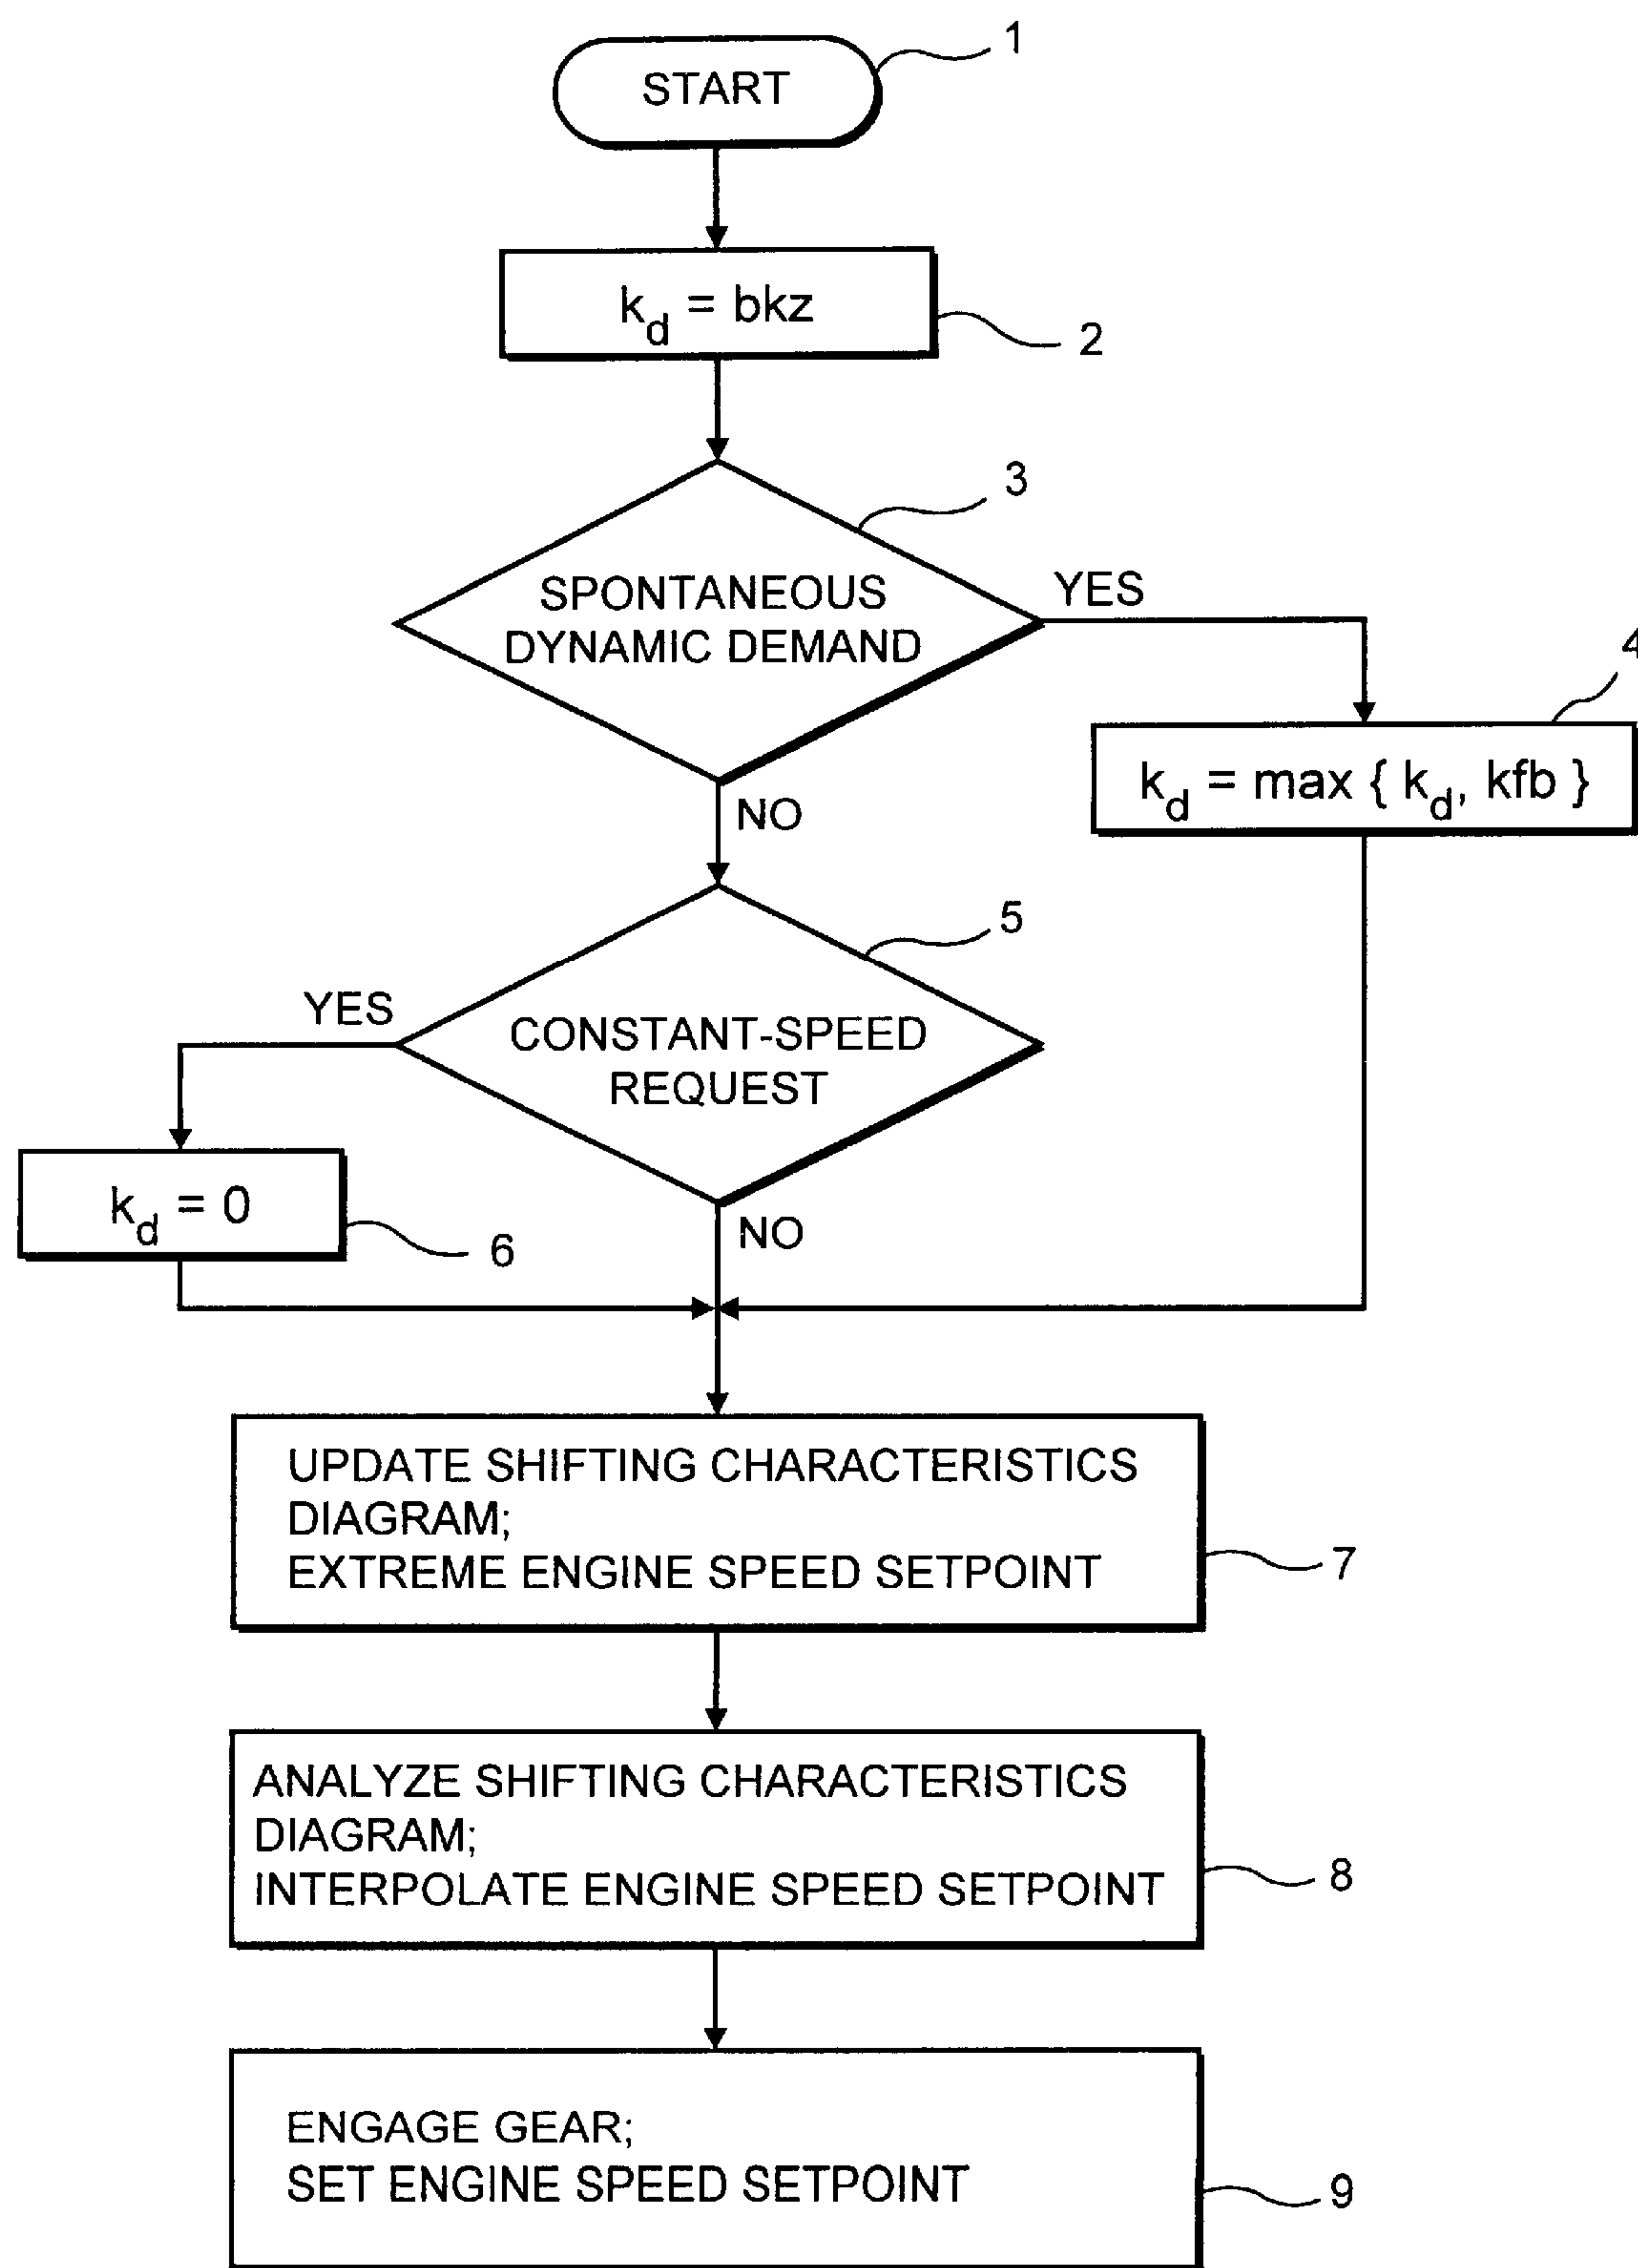 1
START
k_d = bkz
2
3
SPONTANEOUS
DYNAMIC DEMAND
YES
4
k_d = max { k_d, kfb }
NO
5
YES
CONSTANT-SPEED
REQUEST
k_d = 0
6
NO
UPDATE SHIFTING CHARACTERISTICS
DIAGRAM;
EXTREME ENGINE SPEED SETPOINT
7
ANALYZE SHIFTING CHARACTERISTICS
DIAGRAM;
INTERPOLATE ENGINE SPEED SETPOINT
8
ENGAGE GEAR;
SET ENGINE SPEED SETPOINT
9